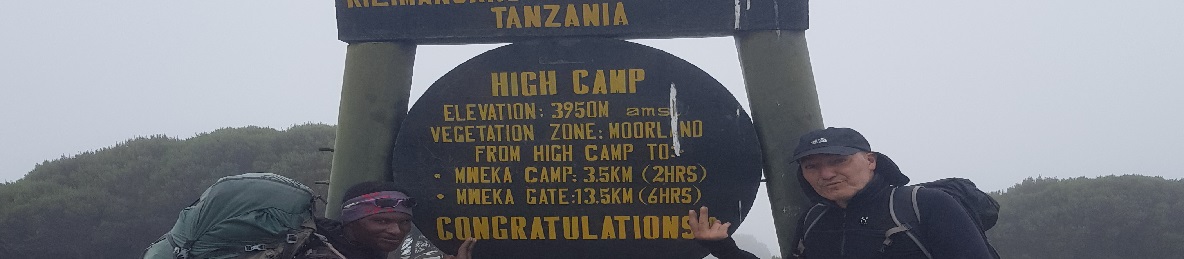 TANZANIA
HIGH CAMP
ELEVATION: 3950M amsl
VEGETATION ZONE: MOORLAND
FROM HIGH CAMP TO:
• MWEKA CAMP: 3.5KM (2HRS)
• MWEKA GATE:13.5KM (6HRS)
CONGRATULATIONS